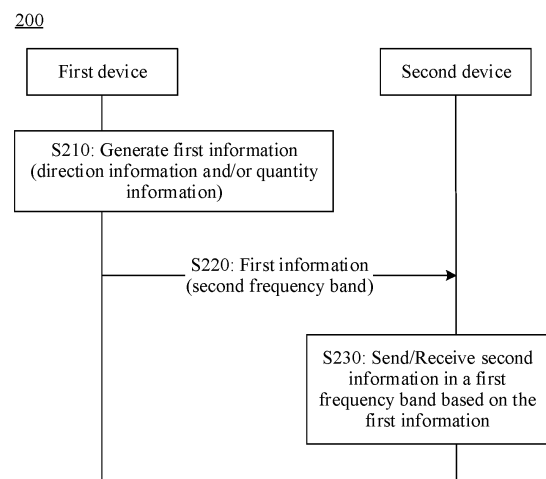 200
First device
Second device
S210: Generate first information
(direction information and/or quantity
information)
S220: First information
(second frequency band)
S230: Send/Receive second
information in a first
frequency band based on the
first information